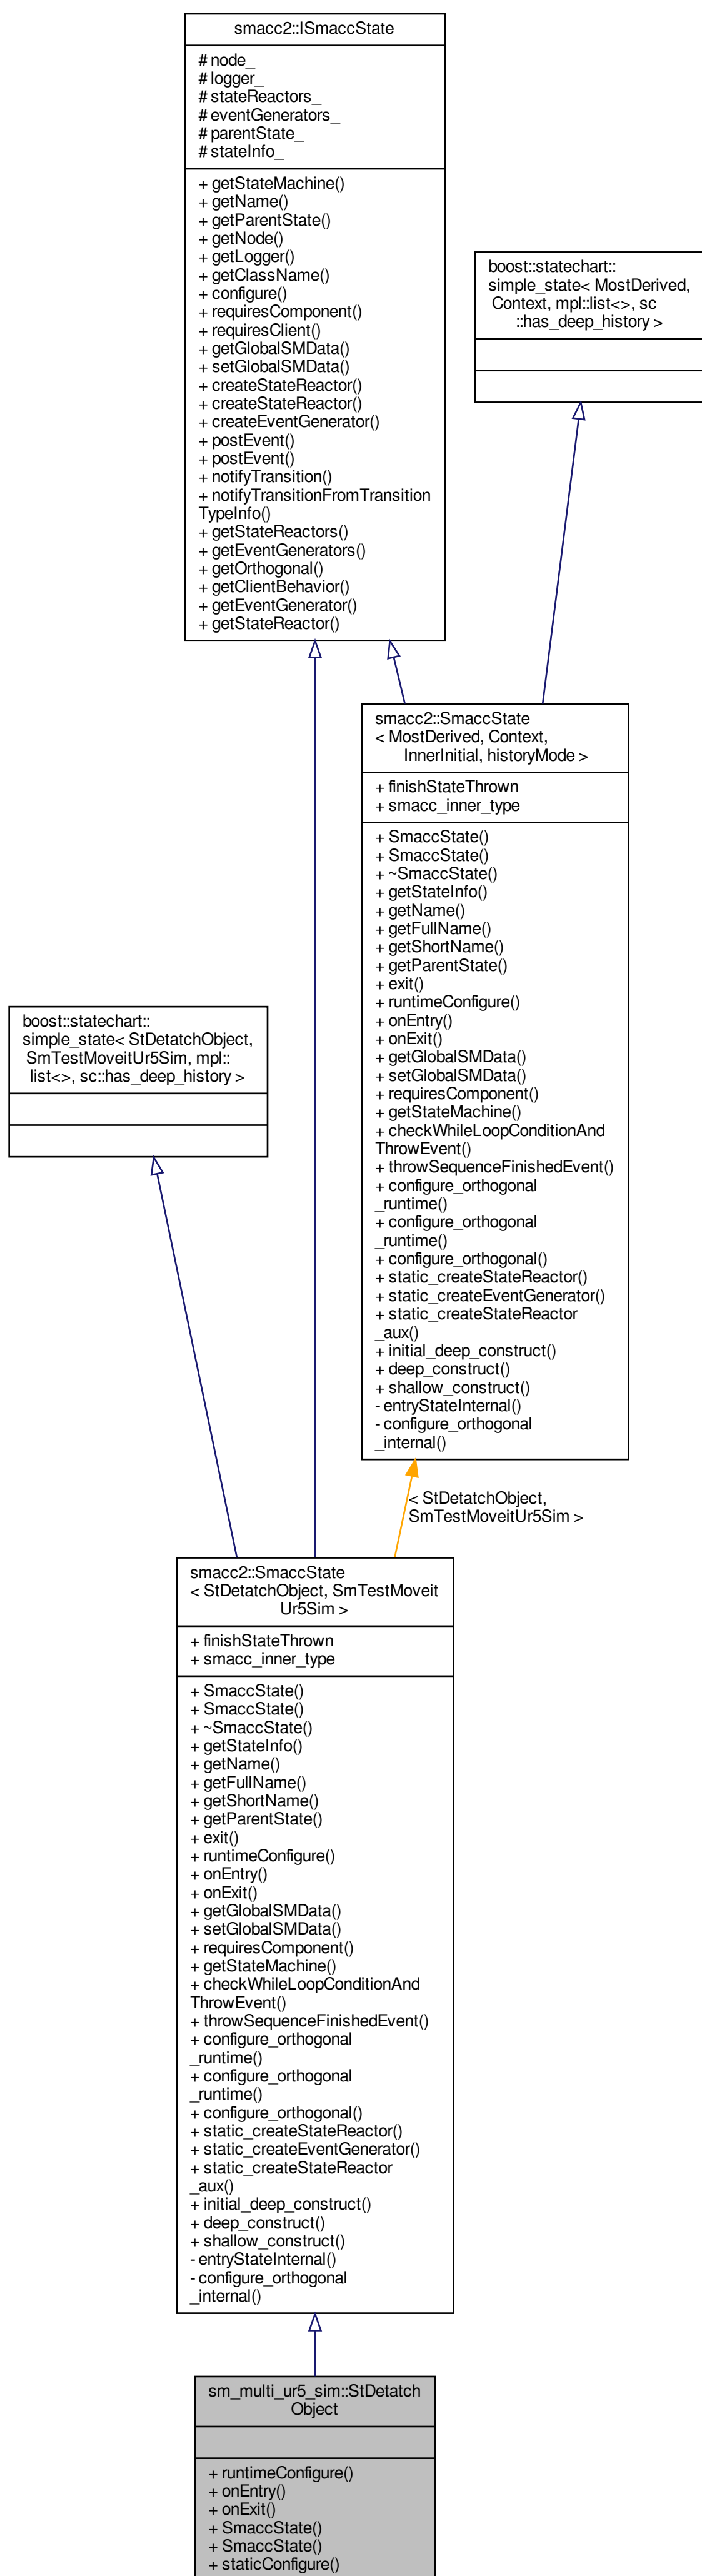 smacc2::ISmaccState
# node_
# logger_
# stateReactors_
# eventGenerators_
# parentState_
# stateInfo_
+ getStateMachine()
+ getName()
+ getParentState()
+ getNode()
+ getLogger()
+ getClassName()
+ configure()
+ requiresComponent()
+ requiresClient()
+ getGlobalSMData()
+ setGlobalSMData()
+ createStateReactor()
+ createStateReactor()
+ createEventGenerator()
+ postEvent()
+ postEvent()
+ notifyTransition()
+ notifyTransitionFromTransition
TypeInfo()
+ getStateReactors()
+ getEventGenerators()
+ getOrthogonal()
+ getClientBehavior()
+ getEventGenerator()
+ getStateReactor()
boost::statechart::
simple_state< MostDerived,
Context, mpl::list<>, sc
::has_deep_history >
smacc2::SmaccState
< MostDerived, Context,
InnerInitial, historyMode >
+ finishStateThrown
+ smacc_inner_type
+ SmaccState()
+ SmaccState()
+ ~SmaccState()
+ getStateInfo()
+ getName()
+ getFullName()
+ getShortName()
+ getParentState()
+ exit()
+ runtimeConfigure()
+ onEntry()
+ onExit()
+ getGlobalSMData()
+ setGlobalSMData()
+ requiresComponent()
+ getStateMachine()
+ checkWhileLoopConditionAnd
ThrowEvent()
+ throwSequenceFinishedEvent()
+ configure_orthogonal
_runtime()
+ configure_orthogonal
_runtime()
+ configure_orthogonal()
+ static_createStateReactor()
+ static_createEventGenerator()
+ static_createStateReactor
_aux()
+ initial_deep_construct()
+ deep_construct()
+ shallow_construct()
- entryStateInternal()
- configure_orthogonal
_internal()
boost::statechart::
simple_state< StDetatchObject,
SmTestMoveitUr5Sim, mpl::
list<>, sc::has_deep_history >
< StDetatchObject,
SmTestMoveitUr5Sim >
smacc2::SmaccState
< StDetatchObject, SmTestMoveit
Ur5Sim >
+ finishStateThrown
+ smacc_inner_type
+ SmaccState()
+ SmaccState()
+ ~SmaccState()
+ getStateInfo()
+ getName()
+ getFullName()
+ getShortName()
+ getParentState()
+ exit()
+ runtimeConfigure()
+ onEntry()
+ onExit()
+ getGlobalSMData()
+ setGlobalSMData()
+ requiresComponent()
+ getStateMachine()
+ checkWhileLoopConditionAnd
ThrowEvent()
+ throwSequenceFinishedEvent()
+ configure_orthogonal
_runtime()
+ configure_orthogonal
_runtime()
+ configure_orthogonal()
+ static_createStateReactor()
+ static_createEventGenerator()
+ static_createStateReactor
_aux()
+ initial_deep_construct()
+ deep_construct()
+ shallow_construct()
- entryStateInternal()
- configure_orthogonal
_internal()
sm_multi_ur5_sim::StDetatch
Object
+ runtimeConfigure()
+ onEntry()
+ onExit()
+ SmaccState()
+ SmaccState()
+ staticConfigure()